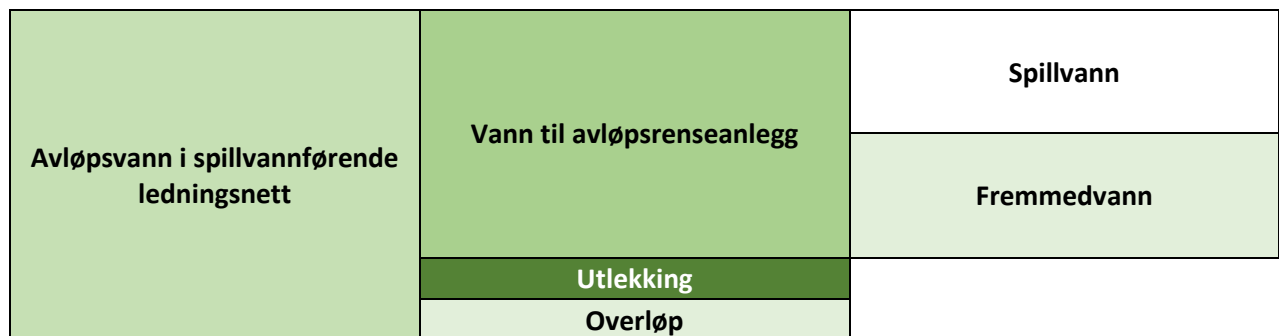 Avløpsvann i spillvannførende
ledningsnett
Vann til avløpsrenseanlegg
Spillvann
Fremmedvann
Utlekking
Overløp